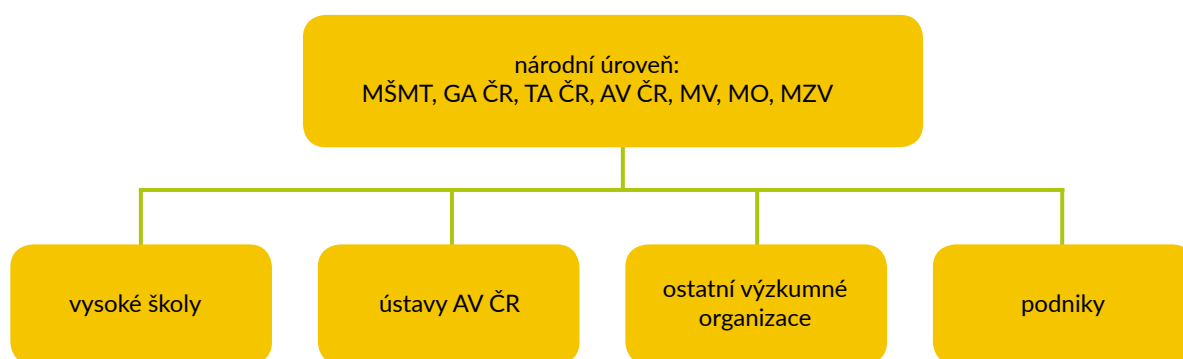 národní úroveň:
MŠMT, GA ČR, TA ČR, AV ČR, MV, MO, MZV
vysoké školy
ústavy AV ČR
ostatní výzkumné
organizace
podniky